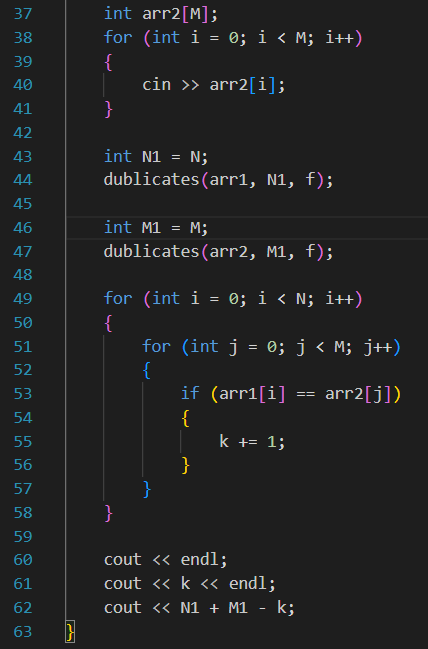 37 int arr2[M];
38 for (int i = 0; i < M; i++)
39 {
40 cin >> arr2[i];
41 }
42
43 int N1 = N;
44 dublicates(arr1, N1, f);
45
46 int M1 = M;
47 dublicates(arr2, M1, f);
48
49 for (int i = 0; i < N; i++)
50 {
51 for (int j = 0; j < M; j++)
52 {
53 if (arr1[i] == arr2[j])
54 {
55 k += 1;
56 }
57 }
58 }
59
60 cout << endl;
61 cout << k << endl;
62 cout << N1 + M1 - k;
63 }